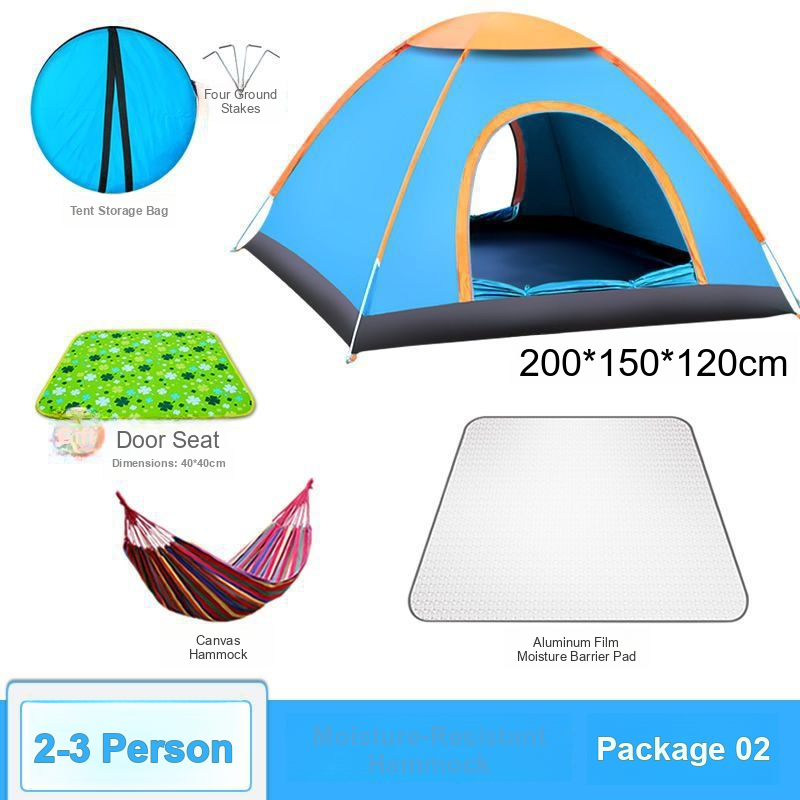 Four Ground
Stakes
Tent Storage Bag
200*150*120cm
Door Seat
Dimensions: 40*40cm
Canvas
Hammock
Aluminum Film
Moisture Barrier Pad
2-3 Person
Moisture-Resistant
Hammock
Package 02